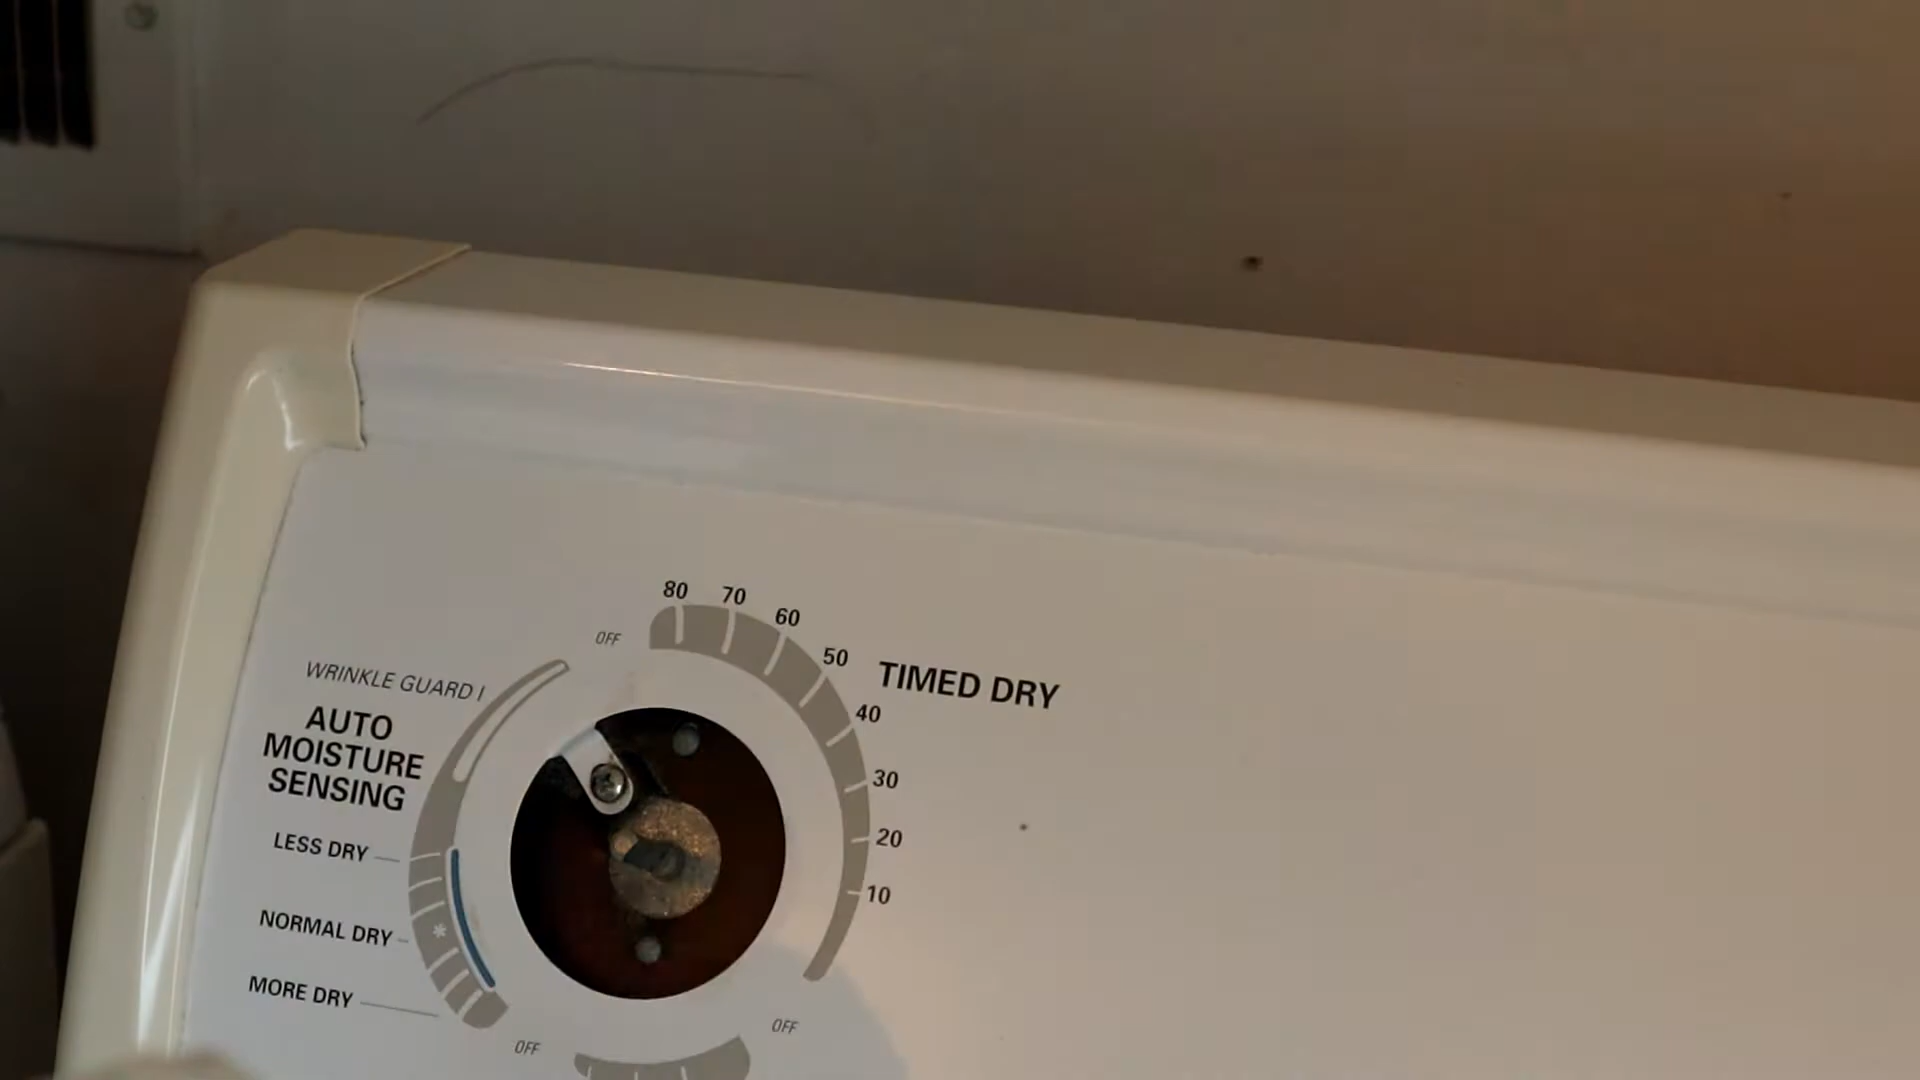 80 70 60 50 40 30 20 10
OFF
TIMED DRY
WRINKLE GUARD I
AUTO
MOISTURE
SENSING
LESS DRY
NORMAL DRY
*
MORE DRY
OFF
OFF